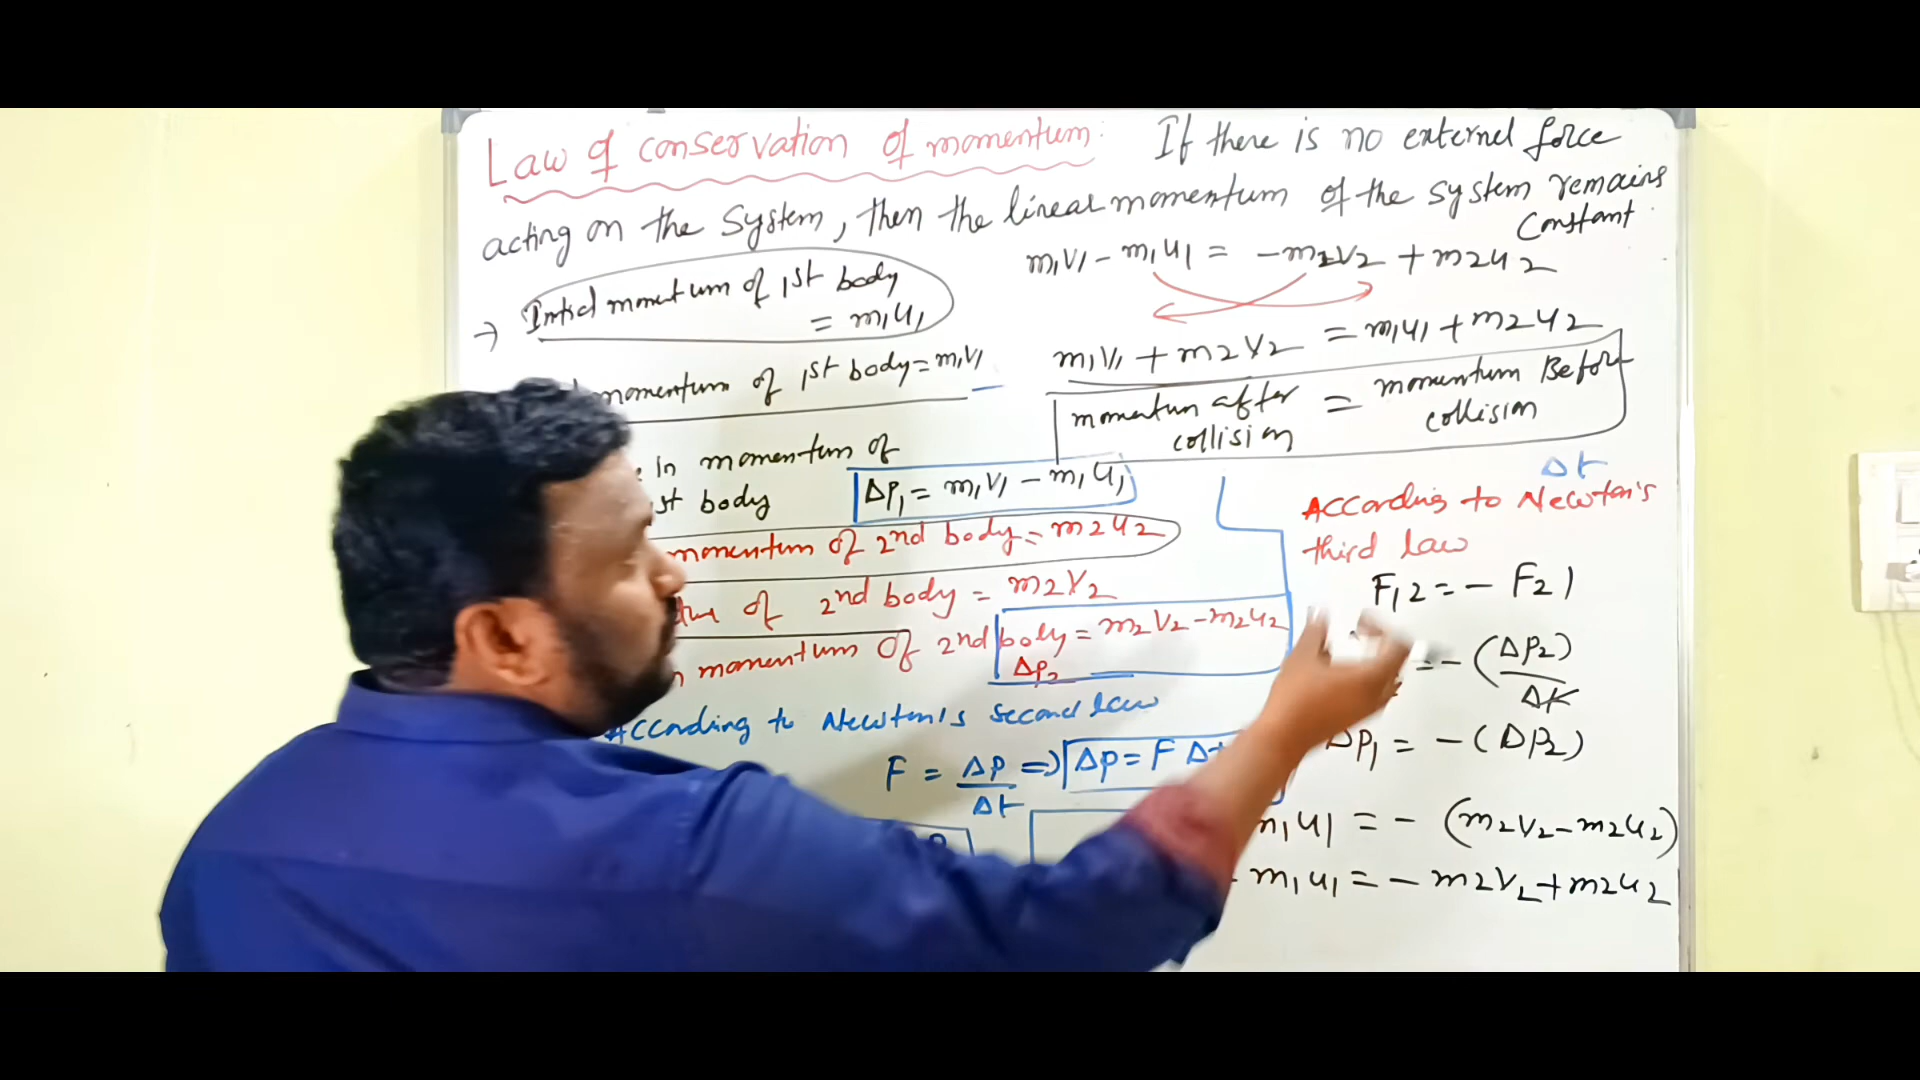 Law of conservation of momentum: If there is no external force
acting on the System, then the linear momentum of the system remains
Constant
→ Initial momentum of 1st body
= m1u1
momentum of 1st body = m1v1
In momentum of
st body Δp1 = m1v1 - m1u1
momentum of 2nd body = m2u2
of 2nd body = m2v2
momentum of 2nd body = m2v2 - m2u2
Δp2
According to Newton's second law
F = Δp/Δt ⇒ Δp = F Δt
m1v1 - m1u1 = -m2v2 + m2u2
m1v1 + m2v2 = m1u1 + m2u2
momentum after collision = momentum Before collision
Δt
According to Newton's
third law
F12 = - F21
= - (Δp2)/Δt
Δp1 = - (Δp2)
m1u1 = - (m2v2 - m2u2)
- m1u1 = - m2v2 + m2u2